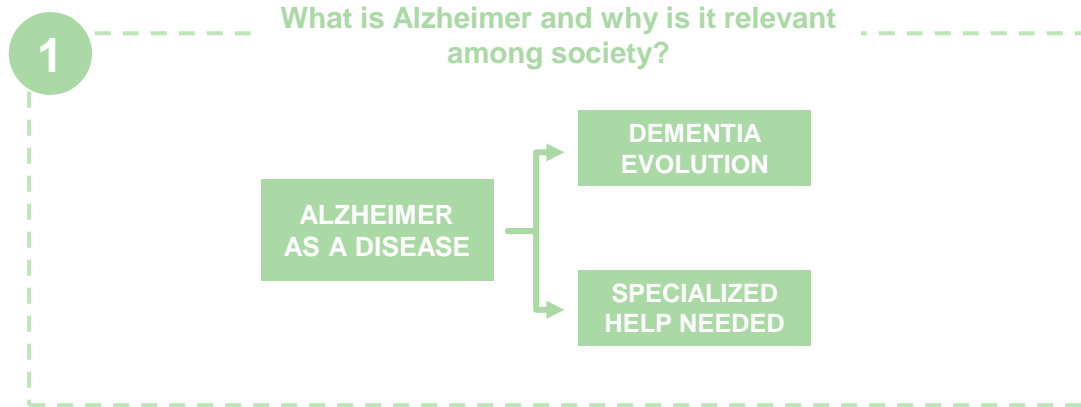 1
What is Alzheimer and why is it relevant
among society?
DEMENTIA
EVOLUTION
ALZHEIMER
AS A DISEASE
SPECIALIZED
HELP NEEDED